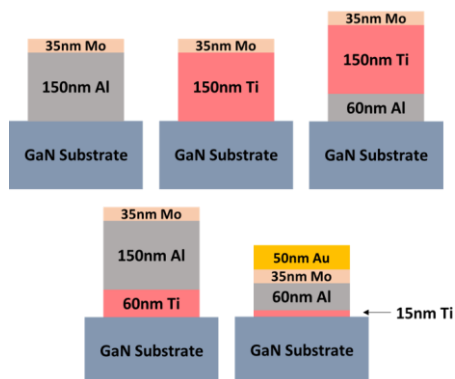 35nm Mo
150nm Al
GaN Substrate
35nm Mo
150nm Ti
GaN Substrate
35nm Mo
150nm Ti
60nm Al
GaN Substrate
35nm Mo
150nm Al
60nm Ti
GaN Substrate
50nm Au
35nm Mo
60nm Al
15nm Ti
GaN Substrate